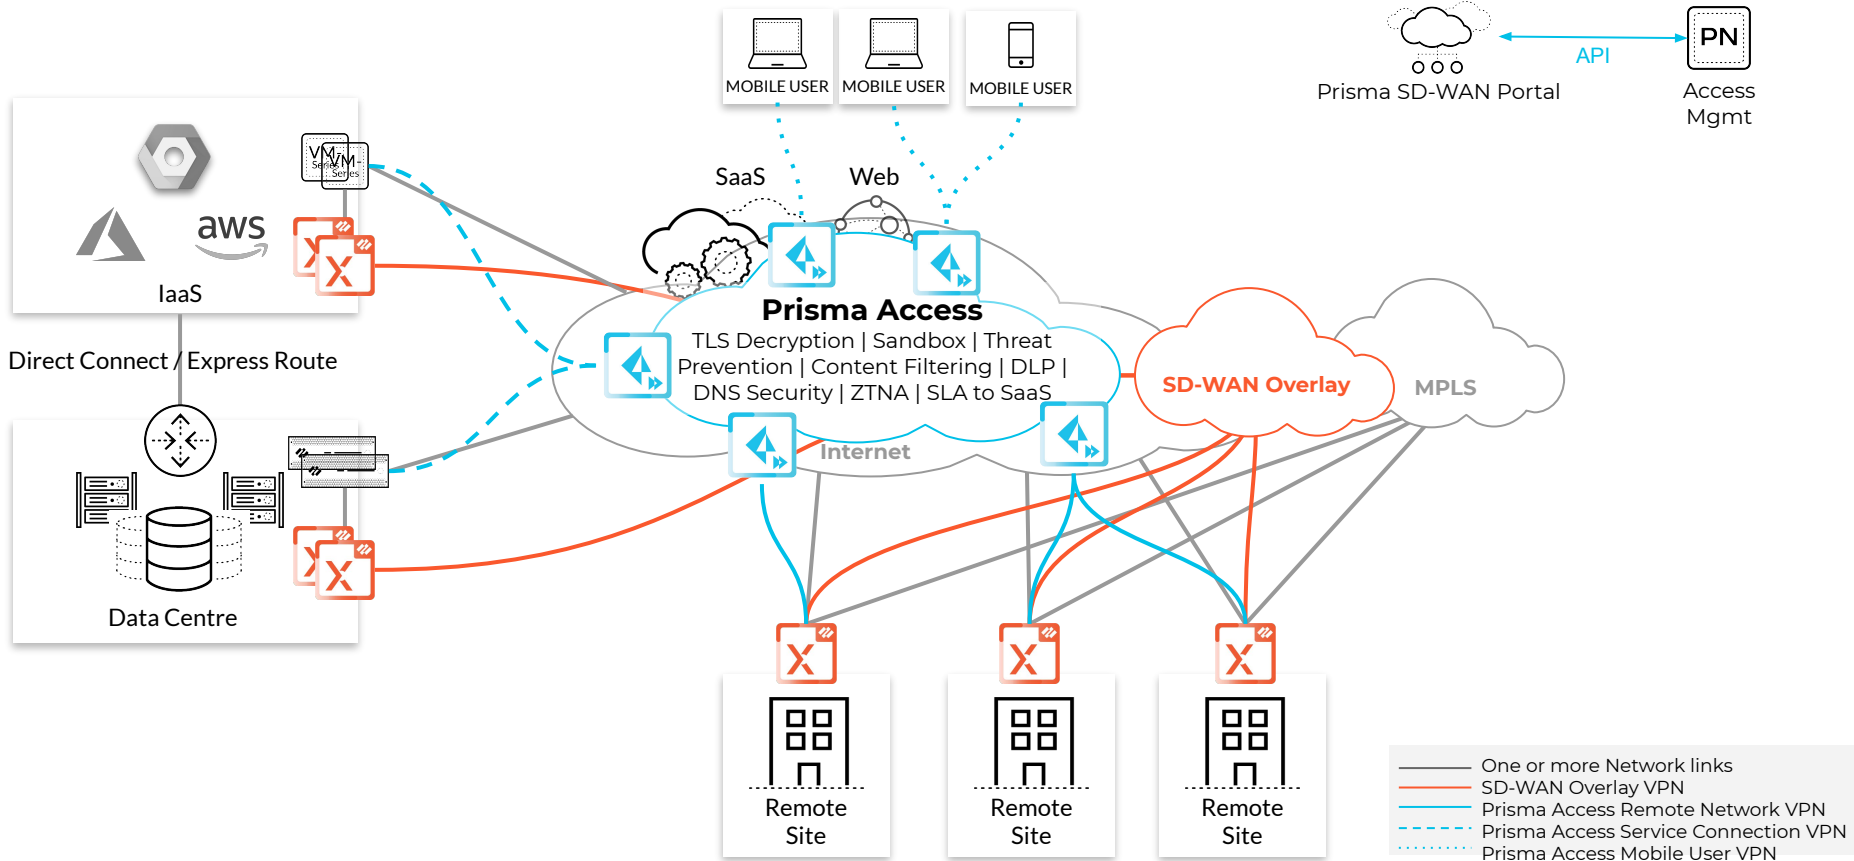 MOBILE USER
MOBILE USER
MOBILE USER
PN
API
Prisma SD-WAN Portal
Access
Mgmt
VM-
Series
VM-
Series
SaaS
Web
aws
IaaS
X
X
Prisma Access
TLS Decryption | Sandbox | Threat
Prevention | Content Filtering | DLP |
DNS Security | ZTNA | SLA to SaaS
Internet
SD-WAN Overlay
MPLS
Direct Connect / Express Route
X
X
Data Centre
X
X
X
Remote
Site
Remote
Site
Remote
Site
One or more Network links
SD-WAN Overlay VPN
Prisma Access Remote Network VPN
Prisma Access Service Connection VPN
Prisma Access Mobile User VPN